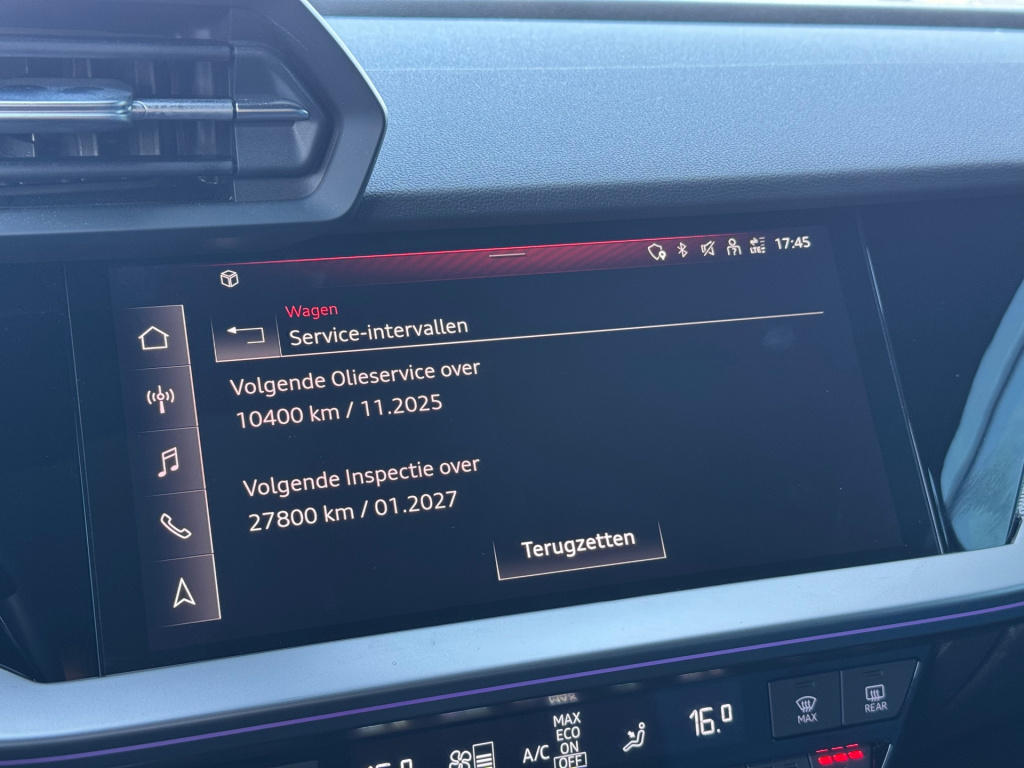 17:45
Wagen
Service-intervallen
Volgende Olieservice over
10400 km / 11.2025
Volgende Inspectie over
27800 km / 01.2027
Terugzetten
MAX
ECO
A/C ON
OFF
16.0
MAX
REAR